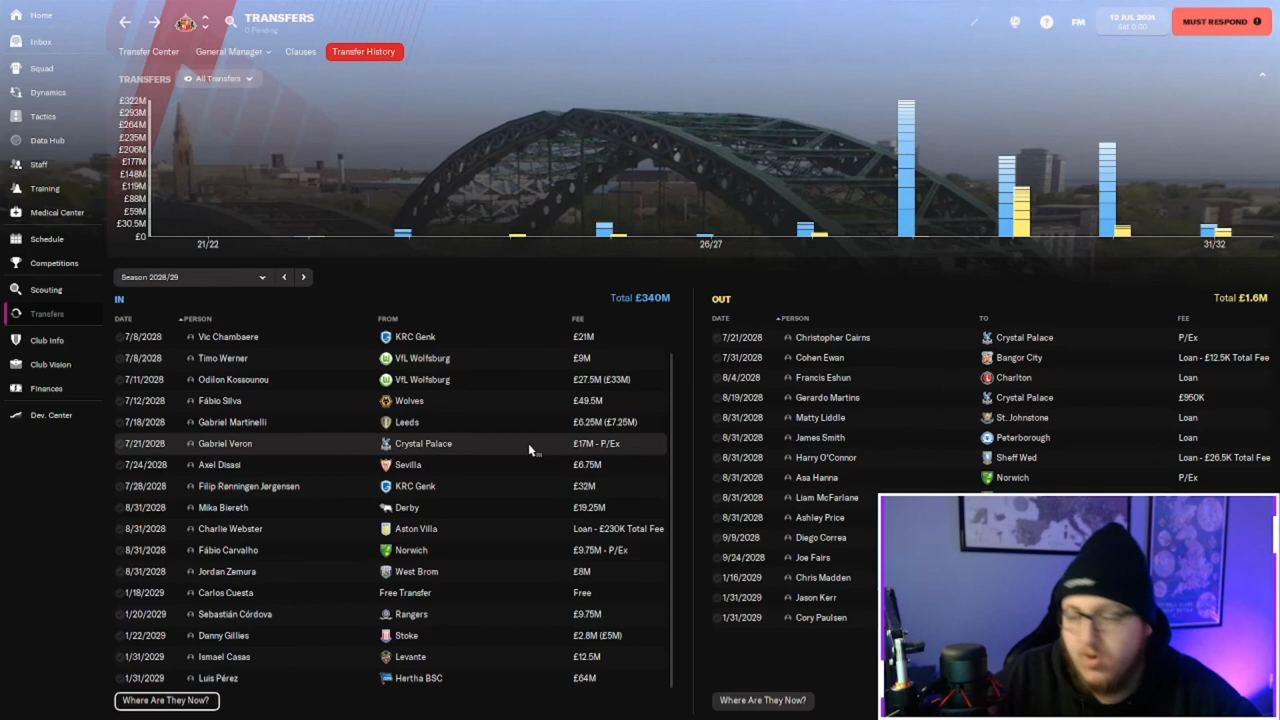 Home
TRANSFERS
0 Pending
FM
12 JUL 2031
Sat 0:00
MUST RESPOND
Inbox
Transfer Center
General Manager
Clauses
Transfer History
Squad
TRANSFERS
All Transfers
Dynamics
£322M
Tactics
£293M
£264M
Data Hub
£235M
£206M
Staff
£177M
£148M
Training
£119M
£88M
Medical Center
£59M
£30.5M
Schedule
£0
21/22
26/27
31/32
Competitions
Season 2028/29
Scouting
IN
Total £340M
OUT
Total £1.6M
Transfers
DATE PERSON FROM FEE
DATE PERSON TO FEE
Club Info
Club Vision
Finances
Dev. Center
7/8/2028 Vic Chambaere KRC Genk £21M
7/8/2028 Timo Werner VfL Wolfsburg £9M
7/11/2028 Odilon Kossounou VfL Wolfsburg £27.5M (£33M)
7/12/2028 Fábio Silva Wolves £49.5M
7/18/2028 Gabriel Martinelli Leeds £6.25M (£7.25M)
7/21/2028 Gabriel Veron Crystal Palace £17M - P/Ex
7/24/2028 Axel Disasi Sevilla £6.75M
7/28/2028 Filip Rønningen Jørgensen KRC Genk £32M
8/31/2028 Mika Biereth Derby £19.25M
8/31/2028 Charlie Webster Aston Villa Loan - £230K Total Fee
8/31/2028 Fábio Carvalho Norwich £9.75M - P/Ex
8/31/2028 Jordan Zemura West Brom £8M
1/18/2029 Carlos Cuesta Free Transfer Free
1/20/2029 Sebastián Córdova Rangers £9.75M
1/22/2029 Danny Gillies Stoke £2.8M (£5M)
1/31/2029 Ismael Casas Levante £12.5M
1/31/2029 Luis Pérez Hertha BSC £64M
Where Are They Now?
7/21/2028 Christopher Cairns Crystal Palace P/Ex
7/31/2028 Cohen Ewan Bangor City Loan - £12.5K Total Fee
8/4/2028 Francis Eshun Charlton Loan
8/19/2028 Gerardo Martins Crystal Palace £950K
8/31/2028 Matty Liddle St. Johnstone Loan
8/31/2028 James Smith Peterborough Loan
8/31/2028 Harry O'Connor Sheff Wed Loan - £26.5K Total Fee
8/31/2028 Asa Hanna Norwich P/Ex
8/31/2028 Liam McFarlane
8/31/2028 Ashley Price
9/9/2028 Diego Correa
9/24/2028 Joe Fairs
1/16/2029 Chris Madden
1/31/2029 Jason Kerr
1/31/2029 Cory Paulsen
Where Are They Now?